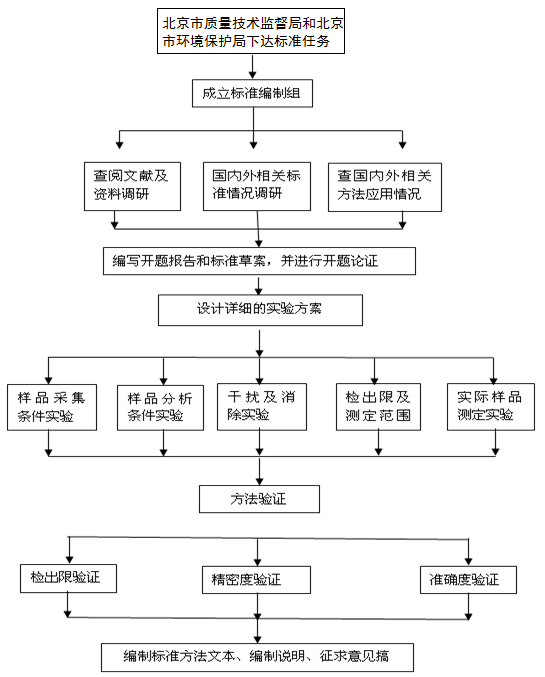 北京市质量技术监督局和北京
市环境保护局下达标准任务
成立标准编制组
查阅文献及
资料调研
国内外相关标
准情况调研
查国内外相关
方法应用情况
编写开题报告和标准草案，并进行开题论证
设计详细的实验方案
样品采集
条件实验
样品分析
条件实验
干扰及消
除实验
检出限及
测定范围
实际样品
测定实验
方法验证
检出限验证
精密度验证
准确度验证
编制标准方法文本、编制说明、征求意见搞